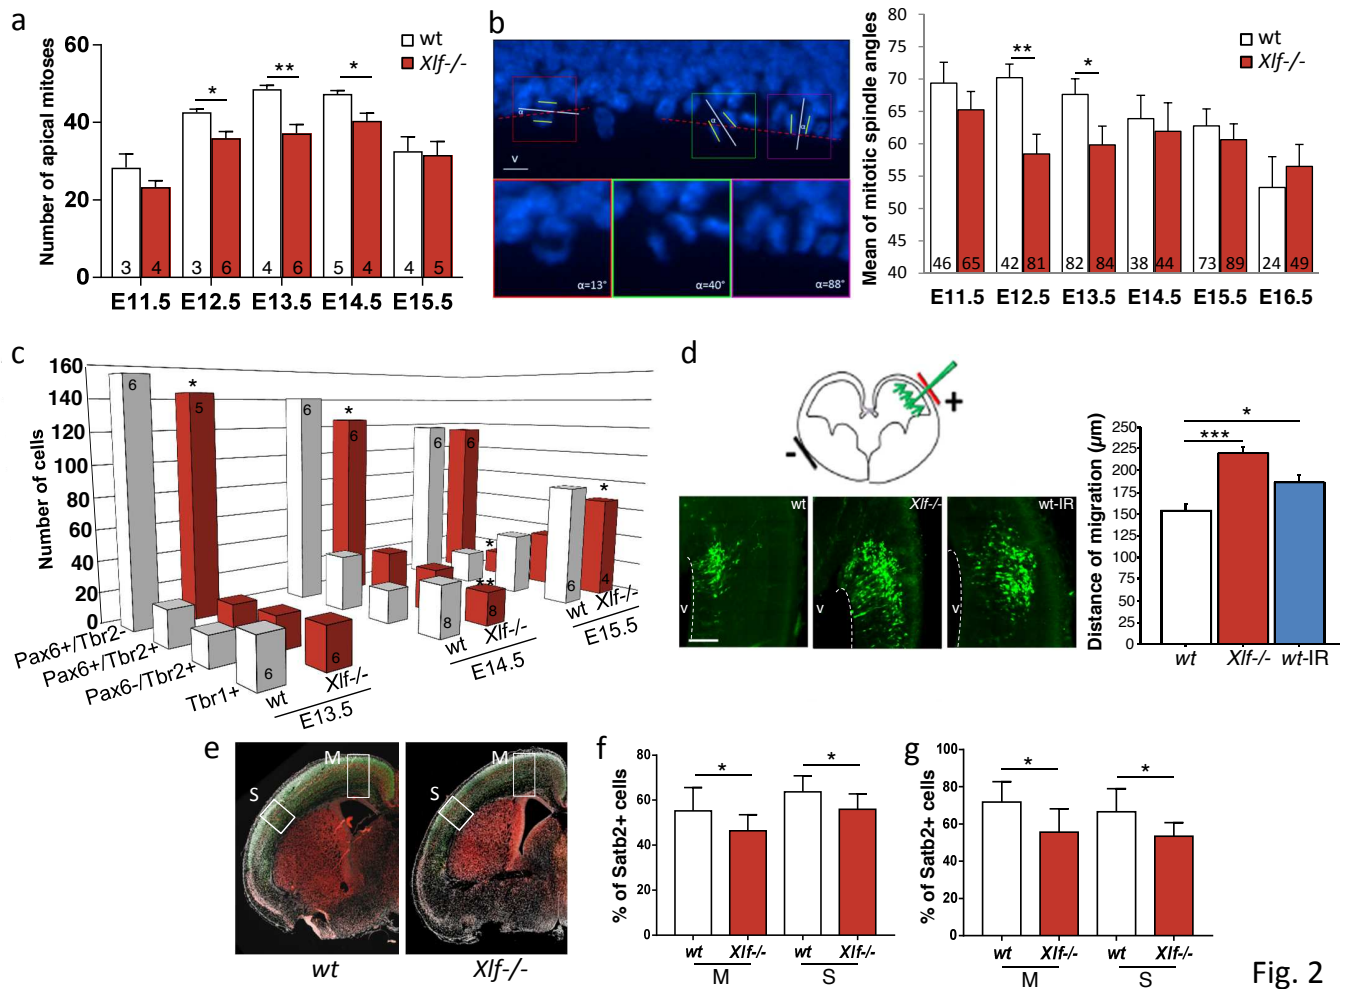 a
Number of apical mitoses
60
40
20
0
wt
Xlf-/-
*
**
*
3 4 3 6 4 6 5 4 4 5
E11.5 E12.5 E13.5 E14.5 E15.5
b
α
α
α
v
α=13°
α=40°
α=88°
Mean of mitotic spindle angles
80
75
70
65
60
55
50
45
40
wt
Xlf-/-
**
*
46 65 42 81 82 84 38 44 73 89 24 49
E11.5 E12.5 E13.5 E14.5 E15.5 E16.5
c
Number of cells
160
140
120
100
80
60
40
20
0
6
*
5
6
*
6
6
6
*
*
**
6
4
8
8
6
6
Pax6+/Tbr2-
Pax6+/Tbr2+
Pax6-/Tbr2+
Tbr1+
wt Xlf-/-
E13.5
wt Xlf-/-
E14.5
wt Xlf-/-
E15.5
d
+
-
wt
Xlf-/-
wt-IR
v
v
v
Distance of migration (µm)
250
225
200
175
150
125
100
75
50
25
0
*
***
wt Xlf-/- wt-IR
e
M
S
M
S
wt
Xlf-/-
f
% of Satb2+ cells
80
60
40
20
0
*
*
wt Xlf-/- wt Xlf-/-
M S
g
% of Satb2+ cells
100
80
60
40
20
0
*
*
wt Xlf-/- wt Xlf-/-
M S
Fig. 2